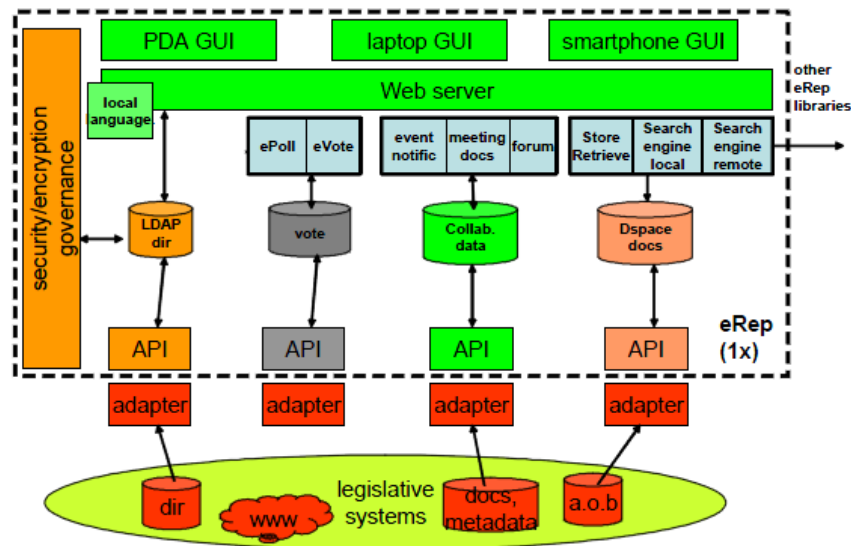 PDA GUI
laptop GUI
smartphone GUI
Web server
other
eRep
libraries
local
language.
security/encryption
governance
ePoll
eVote
event
notific
meeting
docs
forum
Store
Retrieve
Search
engine
local
Search
engine
remote
LDAP
dir
vote
Collab.
data
Dspace
docs
eRep
(1x)
API
API
API
API
adapter
adapter
adapter
adapter
dir
www
legislative
systems
docs,
metadata
a.o.b